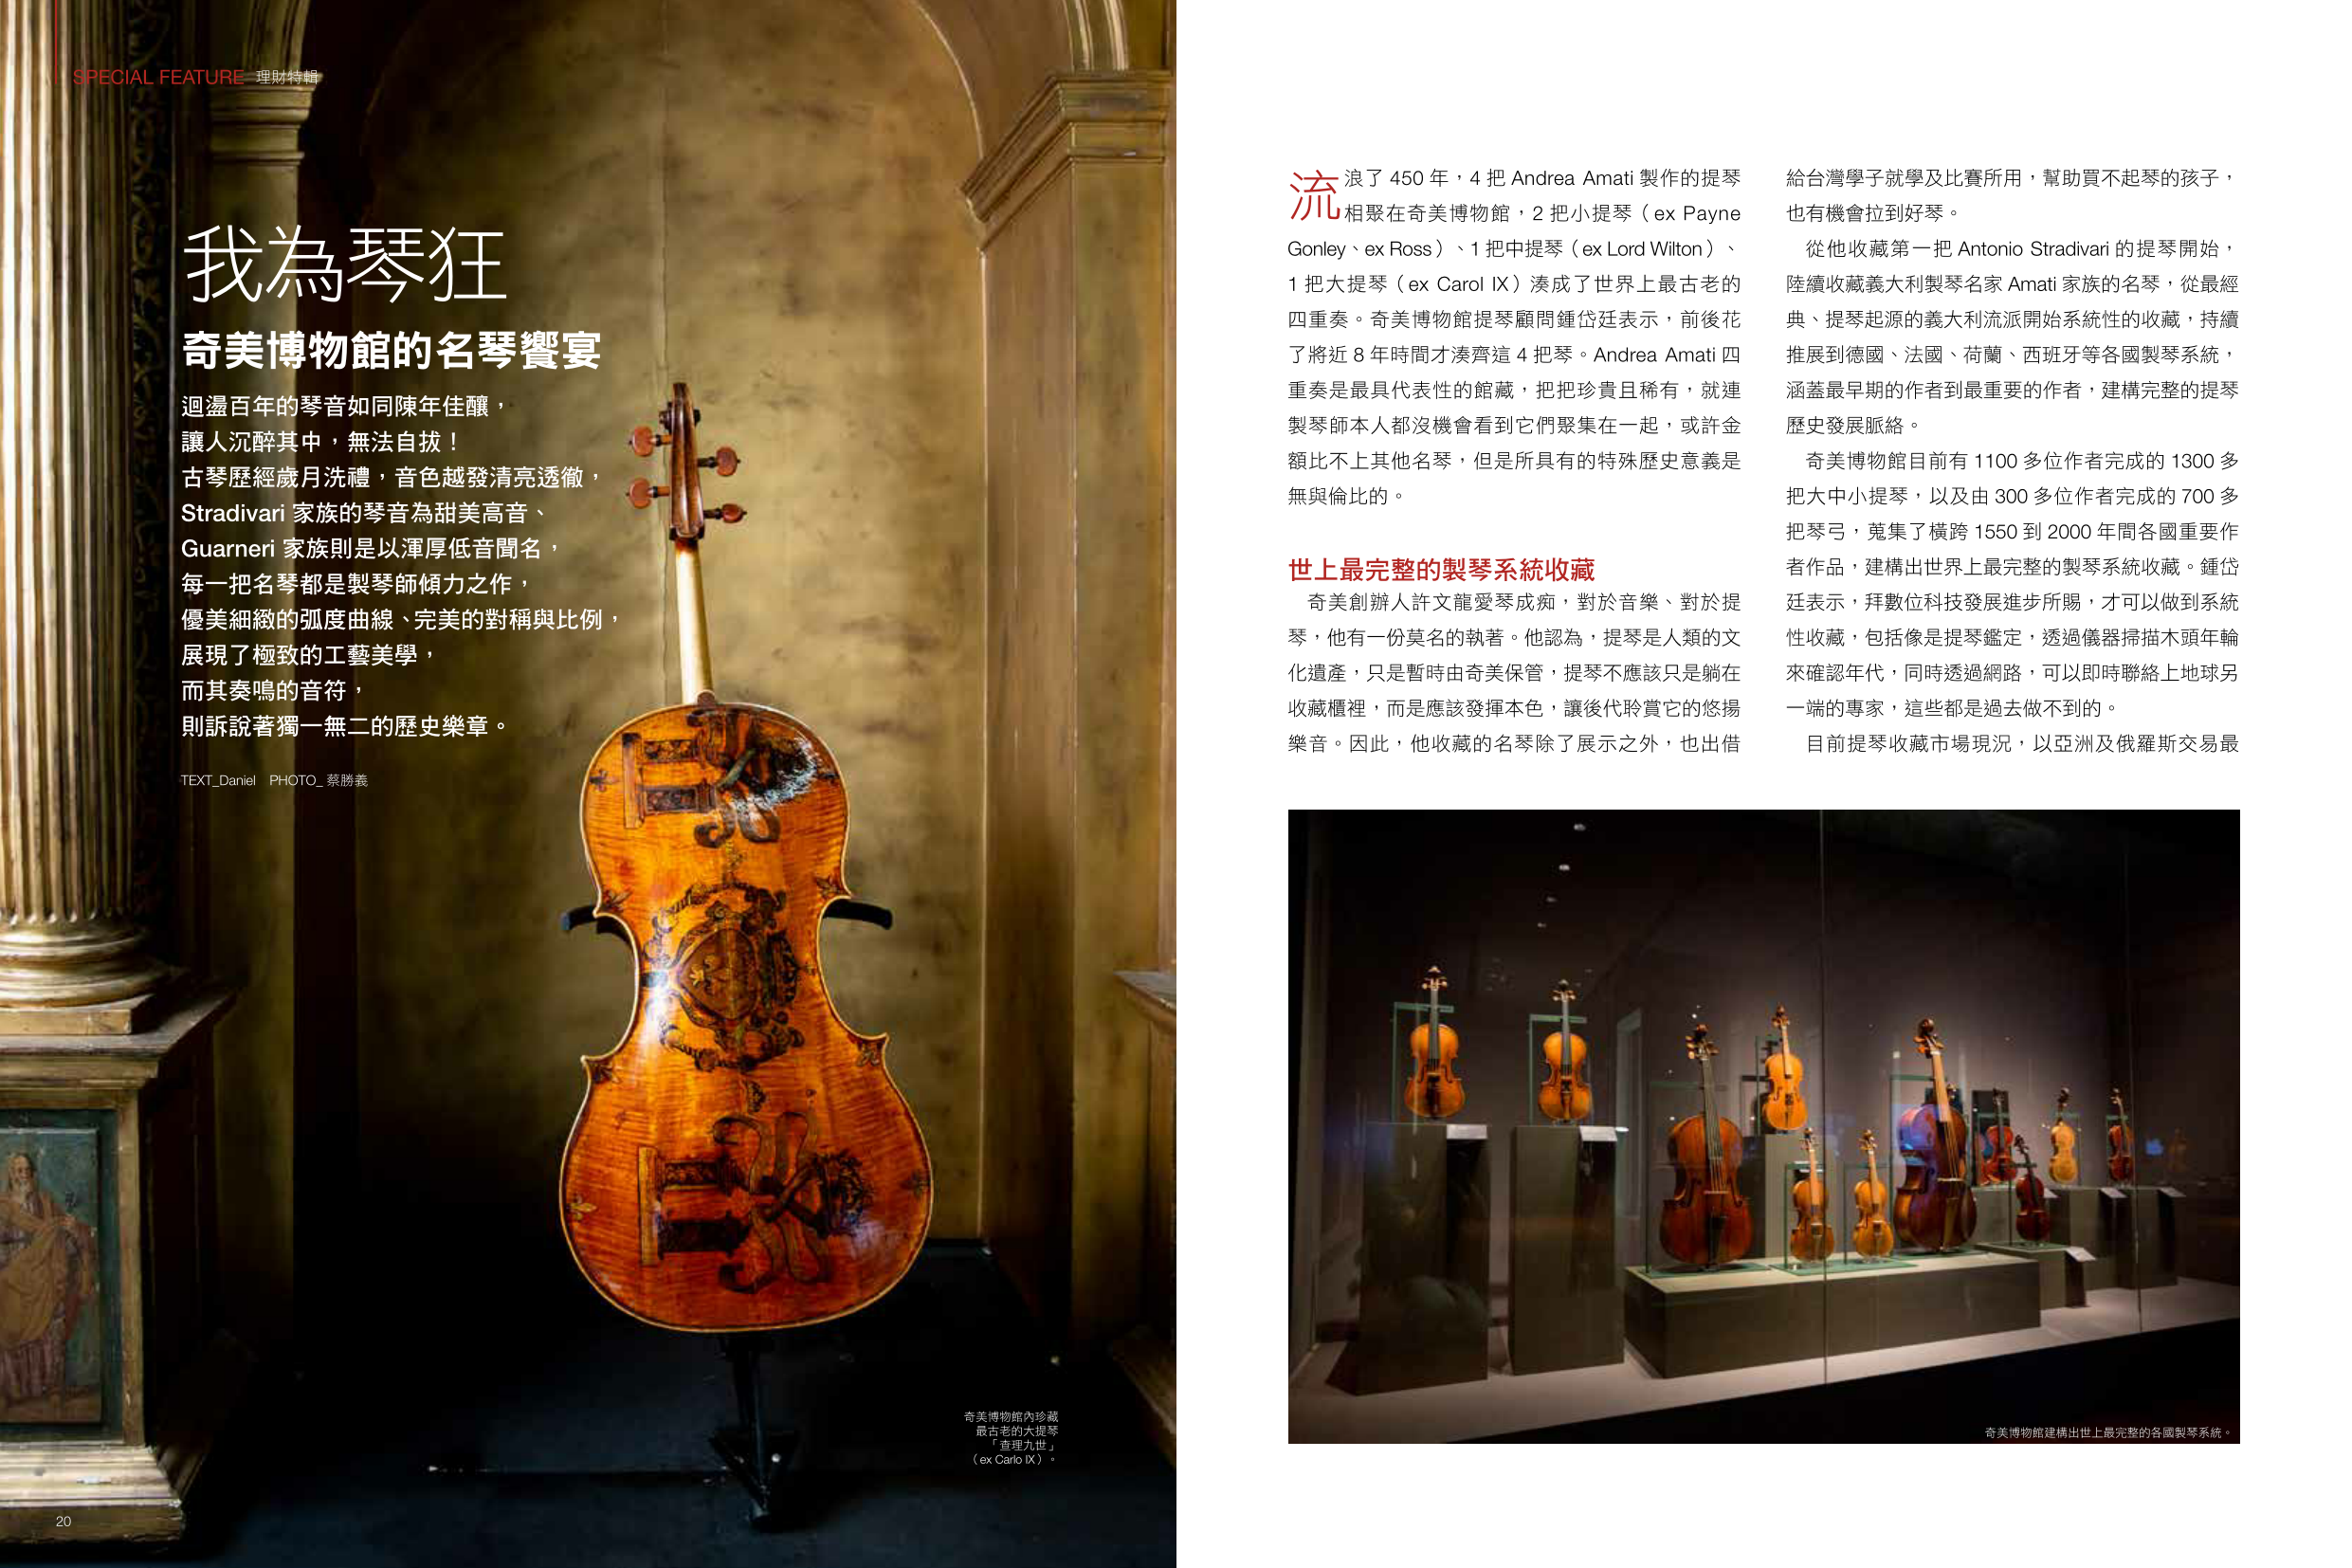 SPECIAL FEATURE 理財特輯
我為琴狂
奇美博物館的名琴饗宴
迴盪百年的琴音如同陳年佳釀，
讓人沉醉其中，無法自拔！
古琴歷經歲月洗禮，音色越發清亮透徹，
Stradivari 家族的琴音為甜美高音、
Guarneri 家族則是以渾厚低音聞名，
每一把名琴都是製琴師傾力之作，
優美細緻的弧度曲線、完美的對稱與比例，
展現了極致的工藝美學，
而其奏鳴的音符，
則訴說著獨一無二的歷史樂章。
TEXT_Daniel PHOTO_ 蔡勝義
奇美博物館內珍藏
最古老的大提琴
「查理九世」
（ex Carlo IX）。
20
流浪了 450 年，4 把 Andrea Amati 製作的提琴
相聚在奇美博物館，2 把小提琴（ex Payne
Gonley、ex Ross）、1 把中提琴（ex Lord Wilton）、
1 把大提琴（ex Carol IX）湊成了世界上最古老的
四重奏。奇美博物館提琴顧問鍾岱廷表示，前後花
了將近 8 年時間才湊齊這 4 把琴。Andrea Amati 四
重奏是最具代表性的館藏，把把珍貴且稀有，就連
製琴師本人都沒機會看到它們聚集在一起，或許金
額比不上其他名琴，但是所具有的特殊歷史意義是
無與倫比的。
世上最完整的製琴系統收藏
奇美創辦人許文龍愛琴成痴，對於音樂、對於提
琴，他有一份莫名的執著。他認為，提琴是人類的文
化遺產，只是暫時由奇美保管，提琴不應該只是躺在
收藏櫃裡，而是應該發揮本色，讓後代聆賞它的悠揚
樂音。因此，他收藏的名琴除了展示之外，也出借
給台灣學子就學及比賽所用，幫助買不起琴的孩子，
也有機會拉到好琴。
從他收藏第一把 Antonio Stradivari 的提琴開始，
陸續收藏義大利製琴名家 Amati 家族的名琴，從最經
典、提琴起源的義大利流派開始系統性的收藏，持續
推展到德國、法國、荷蘭、西班牙等各國製琴系統，
涵蓋最早期的作者到最重要的作者，建構完整的提琴
歷史發展脈絡。
奇美博物館目前有 1100 多位作者完成的 1300 多
把大中小提琴，以及由 300 多位作者完成的 700 多
把琴弓，蒐集了橫跨 1550 到 2000 年間各國重要作
者作品，建構出世界上最完整的製琴系統收藏。鍾岱
廷表示，拜數位科技發展進步所賜，才可以做到系統
性收藏，包括像是提琴鑑定，透過儀器掃描木頭年輪
來確認年代，同時透過網路，可以即時聯絡上地球另
一端的專家，這些都是過去做不到的。
目前提琴收藏市場現況，以亞洲及俄羅斯交易最
奇美博物館建構出世上最完整的各國製琴系統。